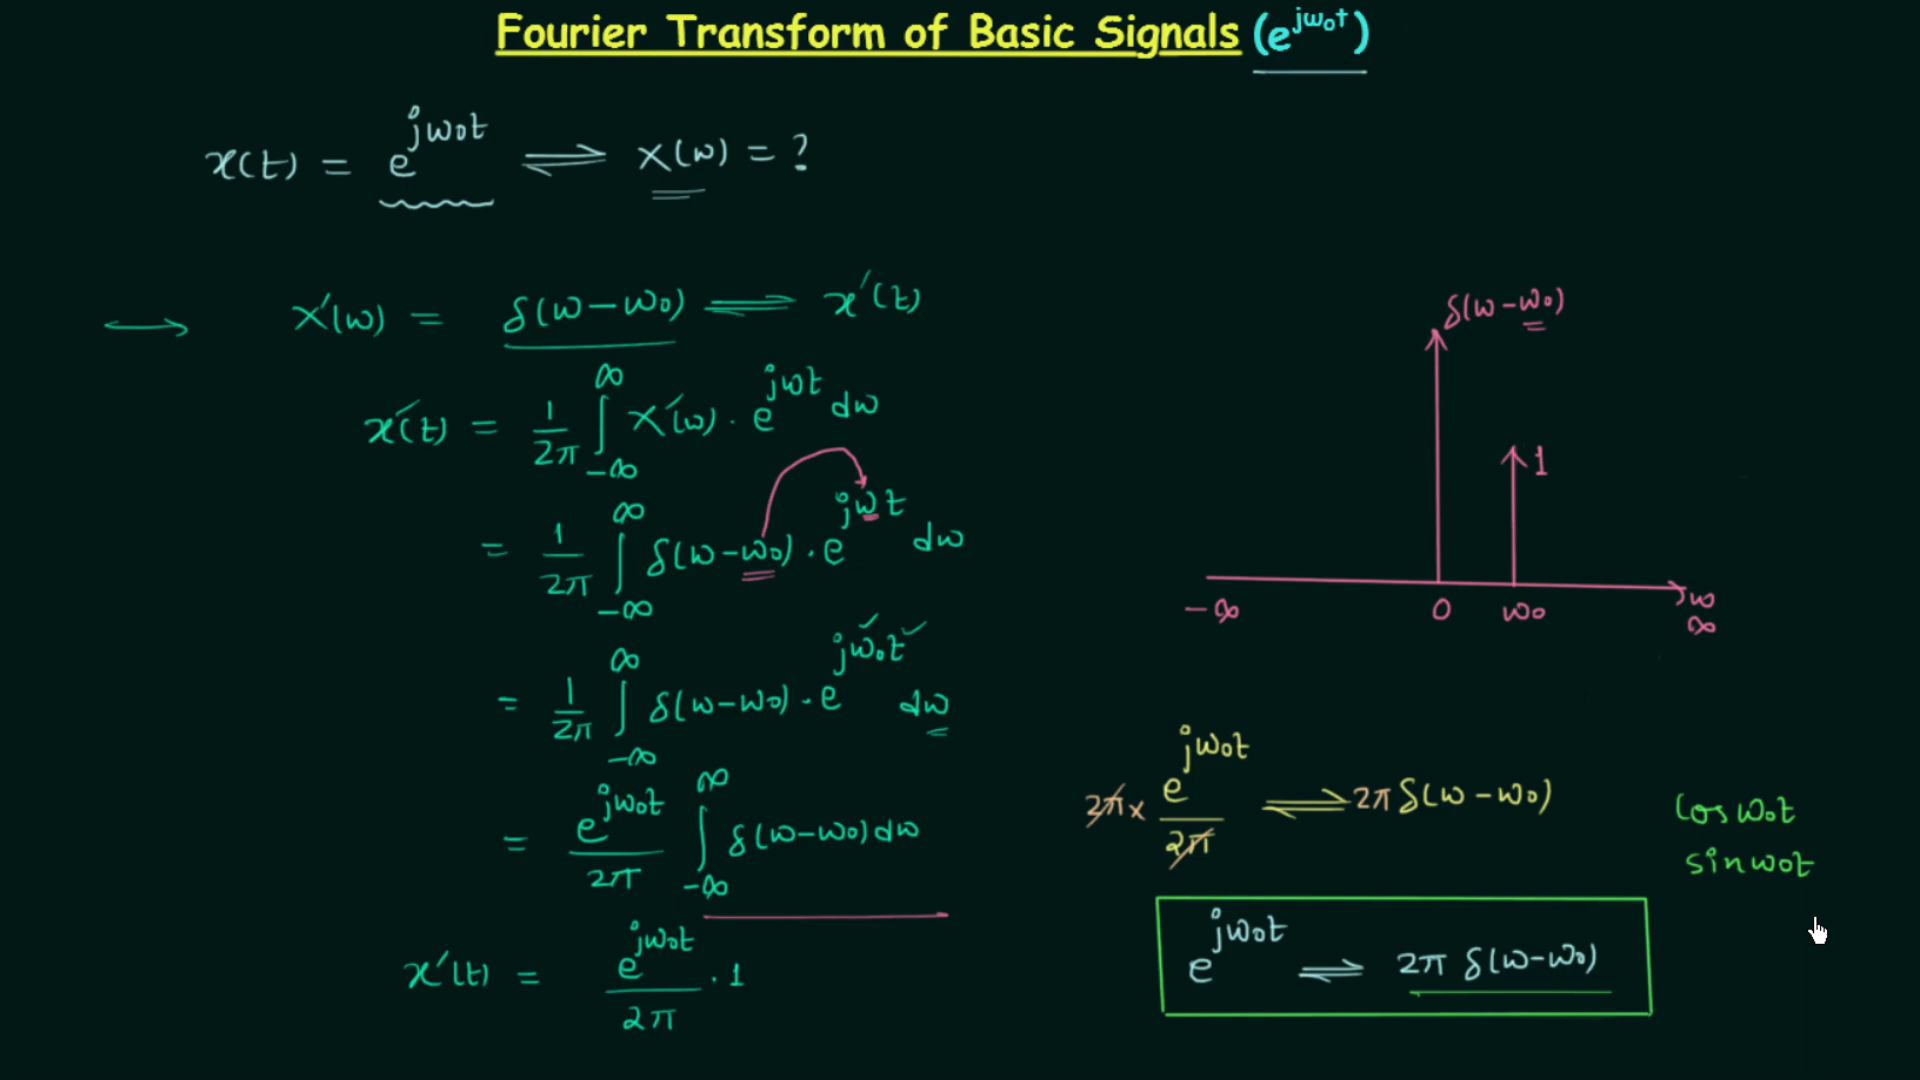 Fourier Transform of Basic Signals (e^{jω₀t})
x(t) = e^{jω₀t} ⇌ X(ω) = ?
⟷ X'(ω) = δ(ω-ω₀) ⇌ x'(t)
x'(t) = 1/2π ∫_{-∞}^{∞} X'(ω) · e^{jωt} dω
= 1/2π ∫_{-∞}^{∞} δ(ω-ω₀) · e^{jωt} dω
= 1/2π ∫_{-∞}^{∞} δ(ω-ω₀) · e^{jω₀t} dω
= e^{jω₀t}/2π ∫_{-∞}^{∞} δ(ω-ω₀) dω
x'(t) = e^{jω₀t}/2π · 1
δ(ω-ω₀)
1
-∞ 0 ω₀ ω
∞
2π × e^{jω₀t}/2π ⇌ 2π δ(ω-ω₀)
cos ω₀t
sin ω₀t
e^{jω₀t} ⇌ 2π δ(ω-ω₀)